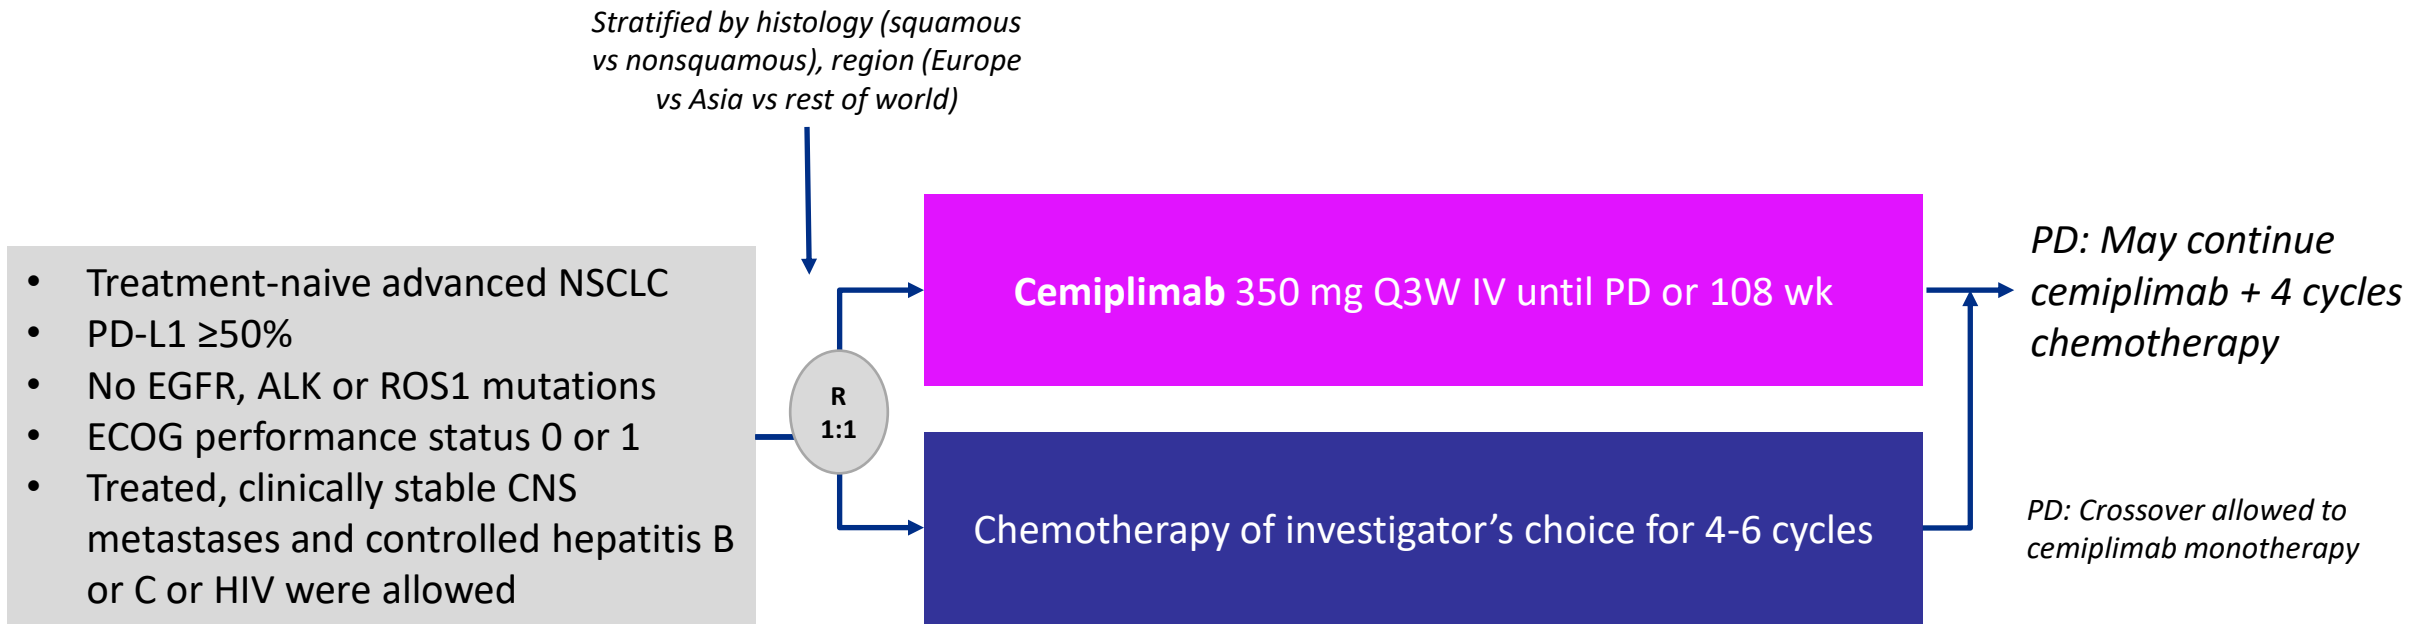 Stratified by histology (squamous
vs nonsquamous), region (Europe
vs Asia vs rest of world)
• Treatment-naive advanced NSCLC
• PD-L1 ≥50%
• No EGFR, ALK or ROS1 mutations
• ECOG performance status 0 or 1
• Treated, clinically stable CNS
metastases and controlled hepatitis B
or C or HIV were allowed
R
1:1
Cemiplimab 350 mg Q3W IV until PD or 108 wk
Chemotherapy of investigator’s choice for 4-6 cycles
PD: May continue
cemiplimab + 4 cycles
chemotherapy
PD: Crossover allowed to
cemiplimab monotherapy